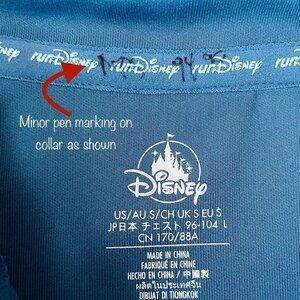 runDisney runDisney runDisney
Minor pen marking on
collar as shown
Disney
US/AU S/CH UK S EU S
JP日本 チェスト 96-104 L
CN 170/88A
MADE IN CHINA
FABRIQUÉ EN CHINE
HECHO EN CHINA / 中國製
ผลิตในประเทศจีน
DIBUAT DI TIONGKOK